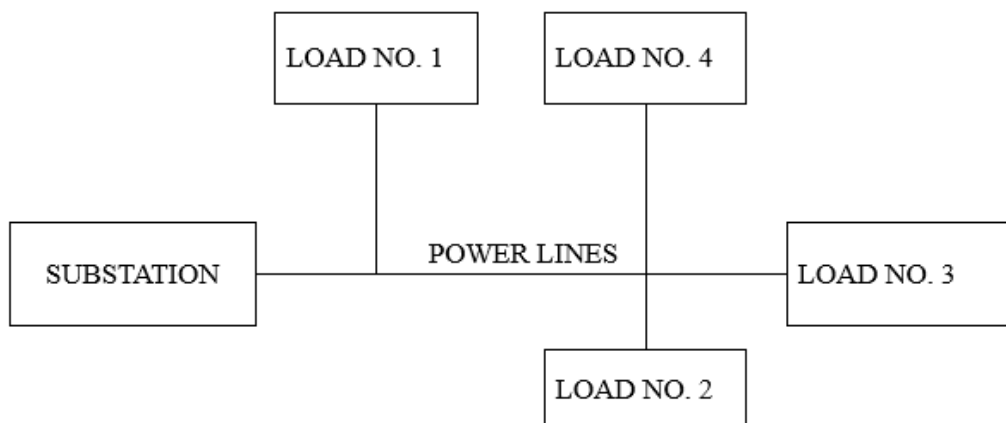 LOAD NO. 1
LOAD NO. 4
POWER LINES
SUBSTATION
LOAD NO. 3
LOAD NO. 2